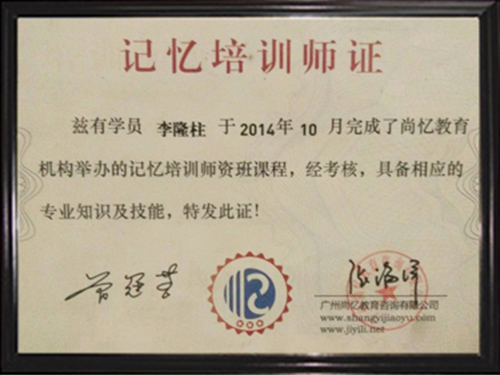 记忆培训师证
兹有学员 李隆柱 于2014年10月完成了尚忆教育
机构举办的记忆培训师资班课程，经考核，具备相应的
专业知识及技能，特发此证！
广州尚亿教育咨询有限公司
www.shangyijiaoyu.com
www.jiyili.net